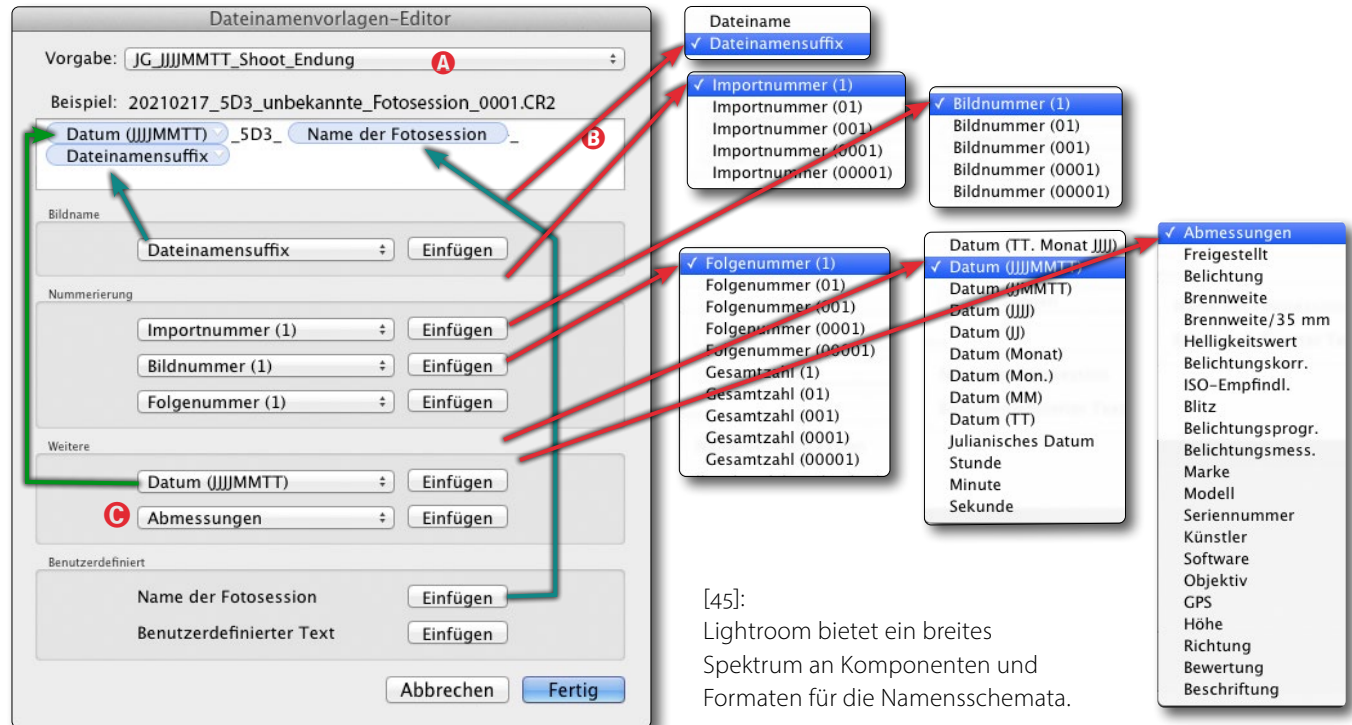 Dateinamenvorlagen-Editor
Vorgabe: JG_JJJJMMTT_Shoot_Endung
A
Beispiel: 20210217_5D3_unbekannte_Fotosession_0001.CR2
Datum (JJJJMMTT) _5D3_ Name der Fotosession _
B
Dateinamensuffix
Bildname
Dateinamensuffix Einfügen
Nummerierung
Importnummer (1) Einfügen
Bildnummer (1) Einfügen
Folgenummer (1) Einfügen
Weitere
Datum (JJJJMMTT) Einfügen
C
Abmessungen Einfügen
Benutzerdefiniert
Name der Fotosession Einfügen
Benutzerdefinierter Text Einfügen
Abbrechen Fertig
Dateiname
✓ Dateinamensuffix
✓ Importnummer (1)
Importnummer (01)
Importnummer (001)
Importnummer (0001)
Importnummer (00001)
✓ Bildnummer (1)
Bildnummer (01)
Bildnummer (001)
Bildnummer (0001)
Bildnummer (00001)
✓ Folgenummer (1)
Folgenummer (01)
Folgenummer (001)
Folgenummer (0001)
Folgenummer (00001)
Gesamtzahl (1)
Gesamtzahl (01)
Gesamtzahl (001)
Gesamtzahl (0001)
Gesamtzahl (00001)
Datum (TT. Monat JJJJ)
✓ Datum (JJJJMMTT)
Datum (JJMMTT)
Datum (JJJJ)
Datum (JJ)
Datum (Monat)
Datum (Mon.)
Datum (MM)
Datum (TT)
Julianisches Datum
Stunde
Minute
Sekunde
✓ Abmessungen
Freigestellt
Belichtung
Brennweite
Brennweite/35 mm
Helligkeitswert
Belichtungskorr.
ISO-Empfindl.
Blitz
Belichtungsprogr.
Belichtungsmess.
Marke
Modell
Seriennummer
Künstler
Software
Objektiv
GPS
Höhe
Richtung
Bewertung
Beschriftung
[45]:
Lightroom bietet ein breites
Spektrum an Komponenten und
Formaten für die Namensschemata.